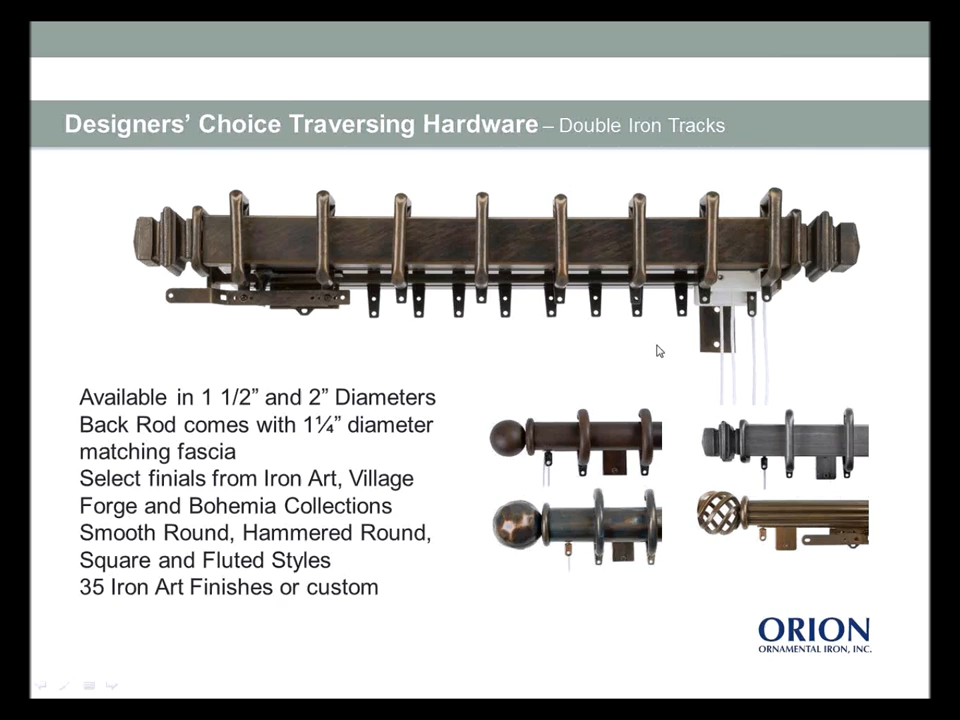 Designers’ Choice Traversing Hardware – Double Iron Tracks
Available in 1 1/2” and 2” Diameters
Back Rod comes with 1¼” diameter
matching fascia
Select finials from Iron Art, Village
Forge and Bohemia Collections
Smooth Round, Hammered Round,
Square and Fluted Styles
35 Iron Art Finishes or custom
ORION
ORNAMENTAL IRON, INC.